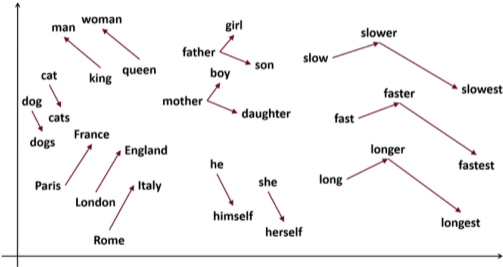 man
woman
king
queen
cat
cats
dog
dogs
France
England
Italy
Paris
London
Rome
girl
father
son
boy
mother
daughter
he
himself
she
herself
slow
slower
slowest
fast
faster
fastest
long
longer
longest